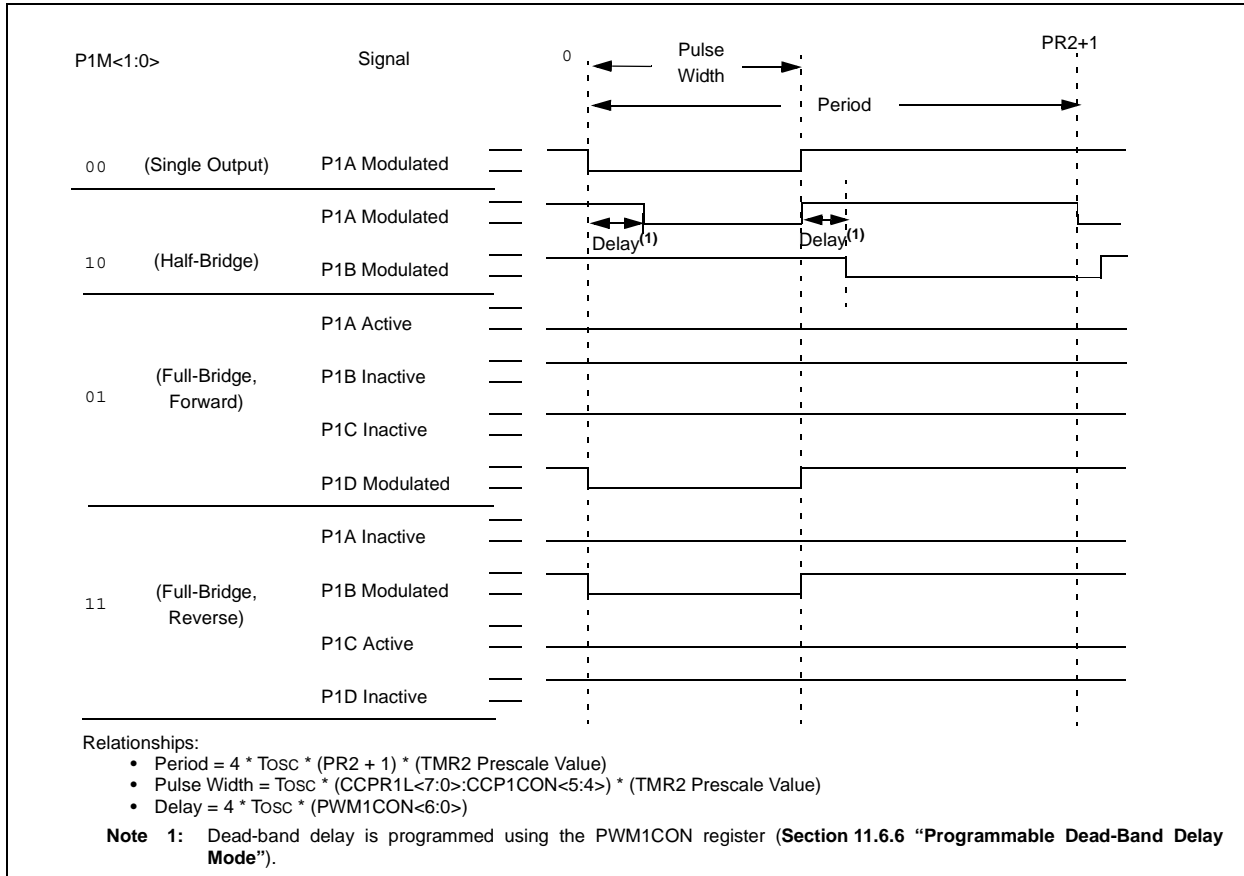 P1M<1:0> Signal 0 Pulse Width PR2+1
Period
00 (Single Output) P1A Modulated
P1A Modulated
Delay(1) Delay(1)
10 (Half-Bridge)
P1B Modulated
P1A Active
01 (Full-Bridge, Forward) P1B Inactive
P1C Inactive
P1D Modulated
P1A Inactive
11 (Full-Bridge, Reverse) P1B Modulated
P1C Active
P1D Inactive
Relationships:
• Period = 4 * TOSC * (PR2 + 1) * (TMR2 Prescale Value)
• Pulse Width = TOSC * (CCPR1L<7:0>:CCP1CON<5:4>) * (TMR2 Prescale Value)
• Delay = 4 * TOSC * (PWM1CON<6:0>)
Note 1: Dead-band delay is programmed using the PWM1CON register (Section 11.6.6 “Programmable Dead-Band Delay
Mode”).